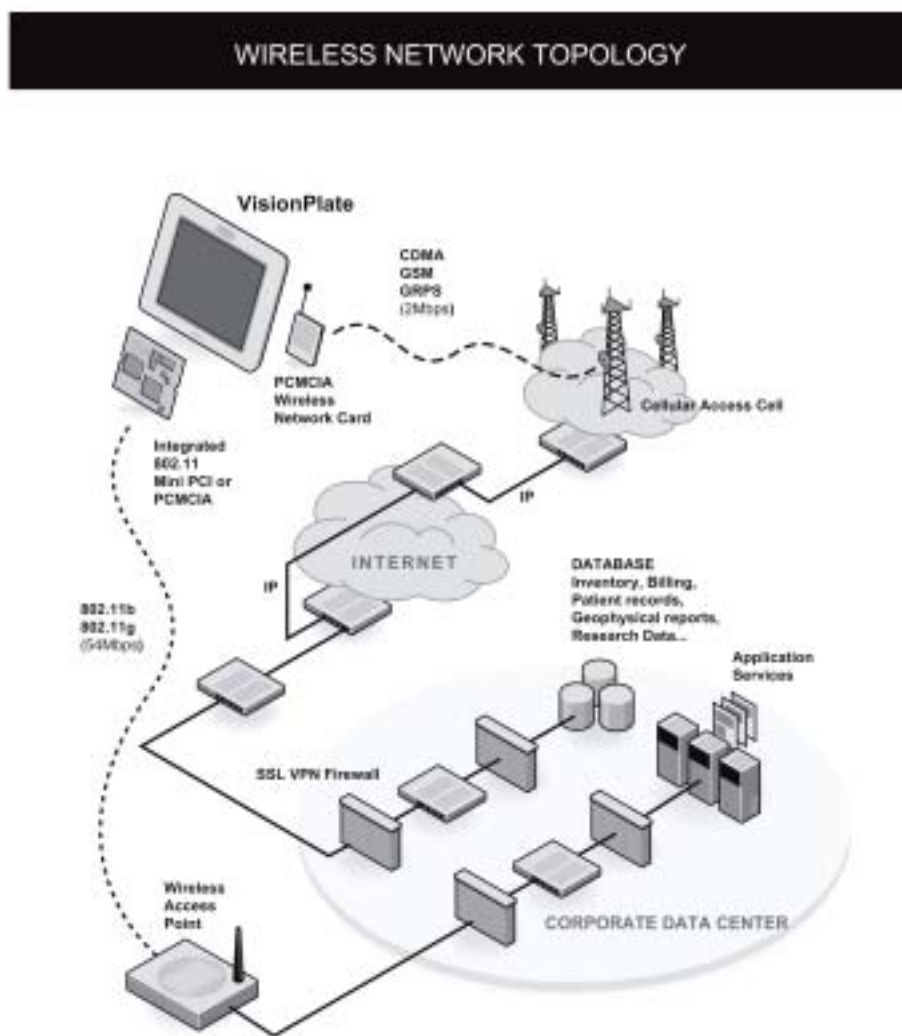 WIRELESS NETWORK TOPOLOGY
VisionPlate
CDMA
GSM
GRPS
(2Mbps)
PCMCIA
Wireless
Network Card
Cellular Access Cell
Integrated
802.11
Mini PCI or
PCMCIA
IP
INTERNET
IP
DATABASE
Inventory, Billing,
Patient records,
Geophysical reports,
Research Data...
802.11b
802.11g
(54Mbps)
Application
Services
SSL VPN Firewall
Wireless
Access
Point
CORPORATE DATA CENTER